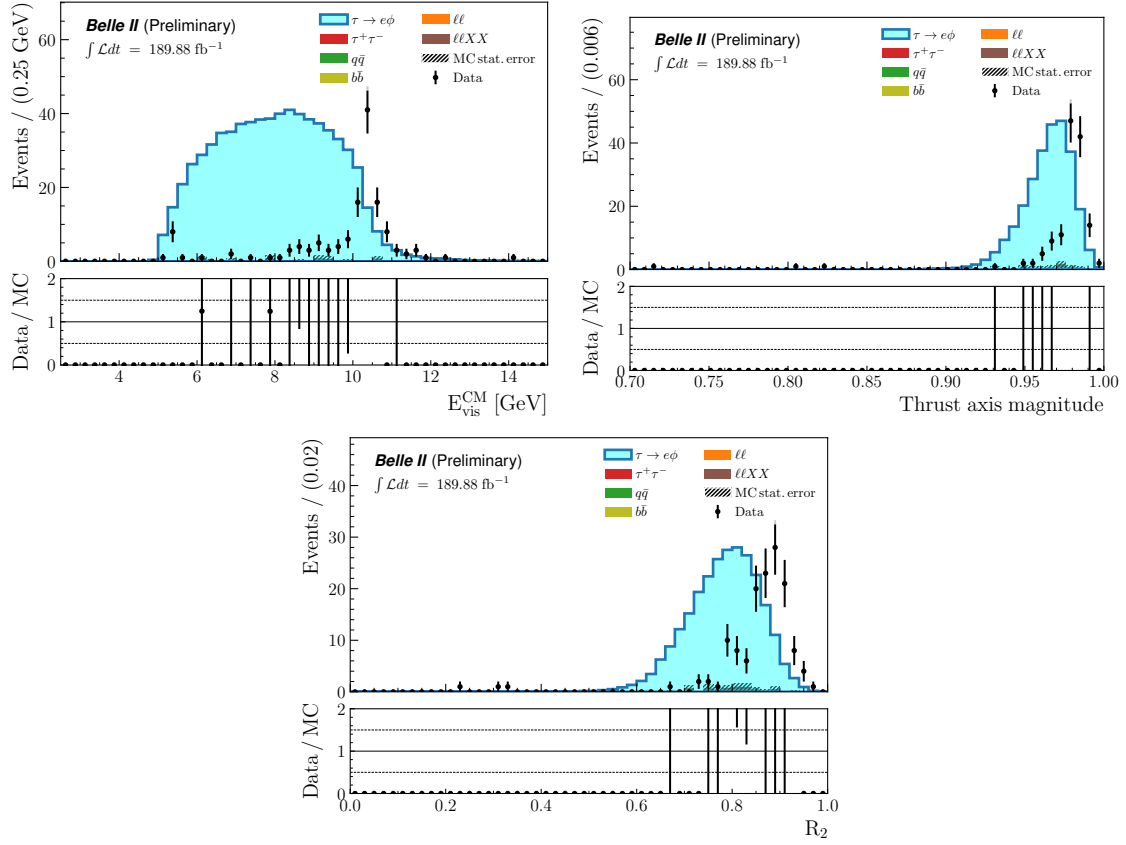 Belle II (Preliminary)
∫ ℒdt = 189.88 fb⁻¹
τ → eϕ
τ⁺τ⁻
qq̄
bb̄
ℓℓ
ℓℓXX
MC stat. error
Data
Events / (0.25 GeV)
60
40
20
0
Data / MC
2
1
0
4 6 8 10 12 14
E^CM_vis [GeV]
Belle II (Preliminary)
∫ ℒdt = 189.88 fb⁻¹
τ → eϕ
τ⁺τ⁻
qq̄
bb̄
ℓℓ
ℓℓXX
MC stat. error
Data
Events / (0.006)
60
40
20
0
Data / MC
2
1
0
0.70 0.75 0.80 0.85 0.90 0.95 1.00
Thrust axis magnitude
Belle II (Preliminary)
∫ ℒdt = 189.88 fb⁻¹
τ → eϕ
τ⁺τ⁻
qq̄
bb̄
ℓℓ
ℓℓXX
MC stat. error
Data
Events / (0.02)
40
30
20
10
0
Data / MC
2
1
0
0.0 0.2 0.4 0.6 0.8 1.0
R₂